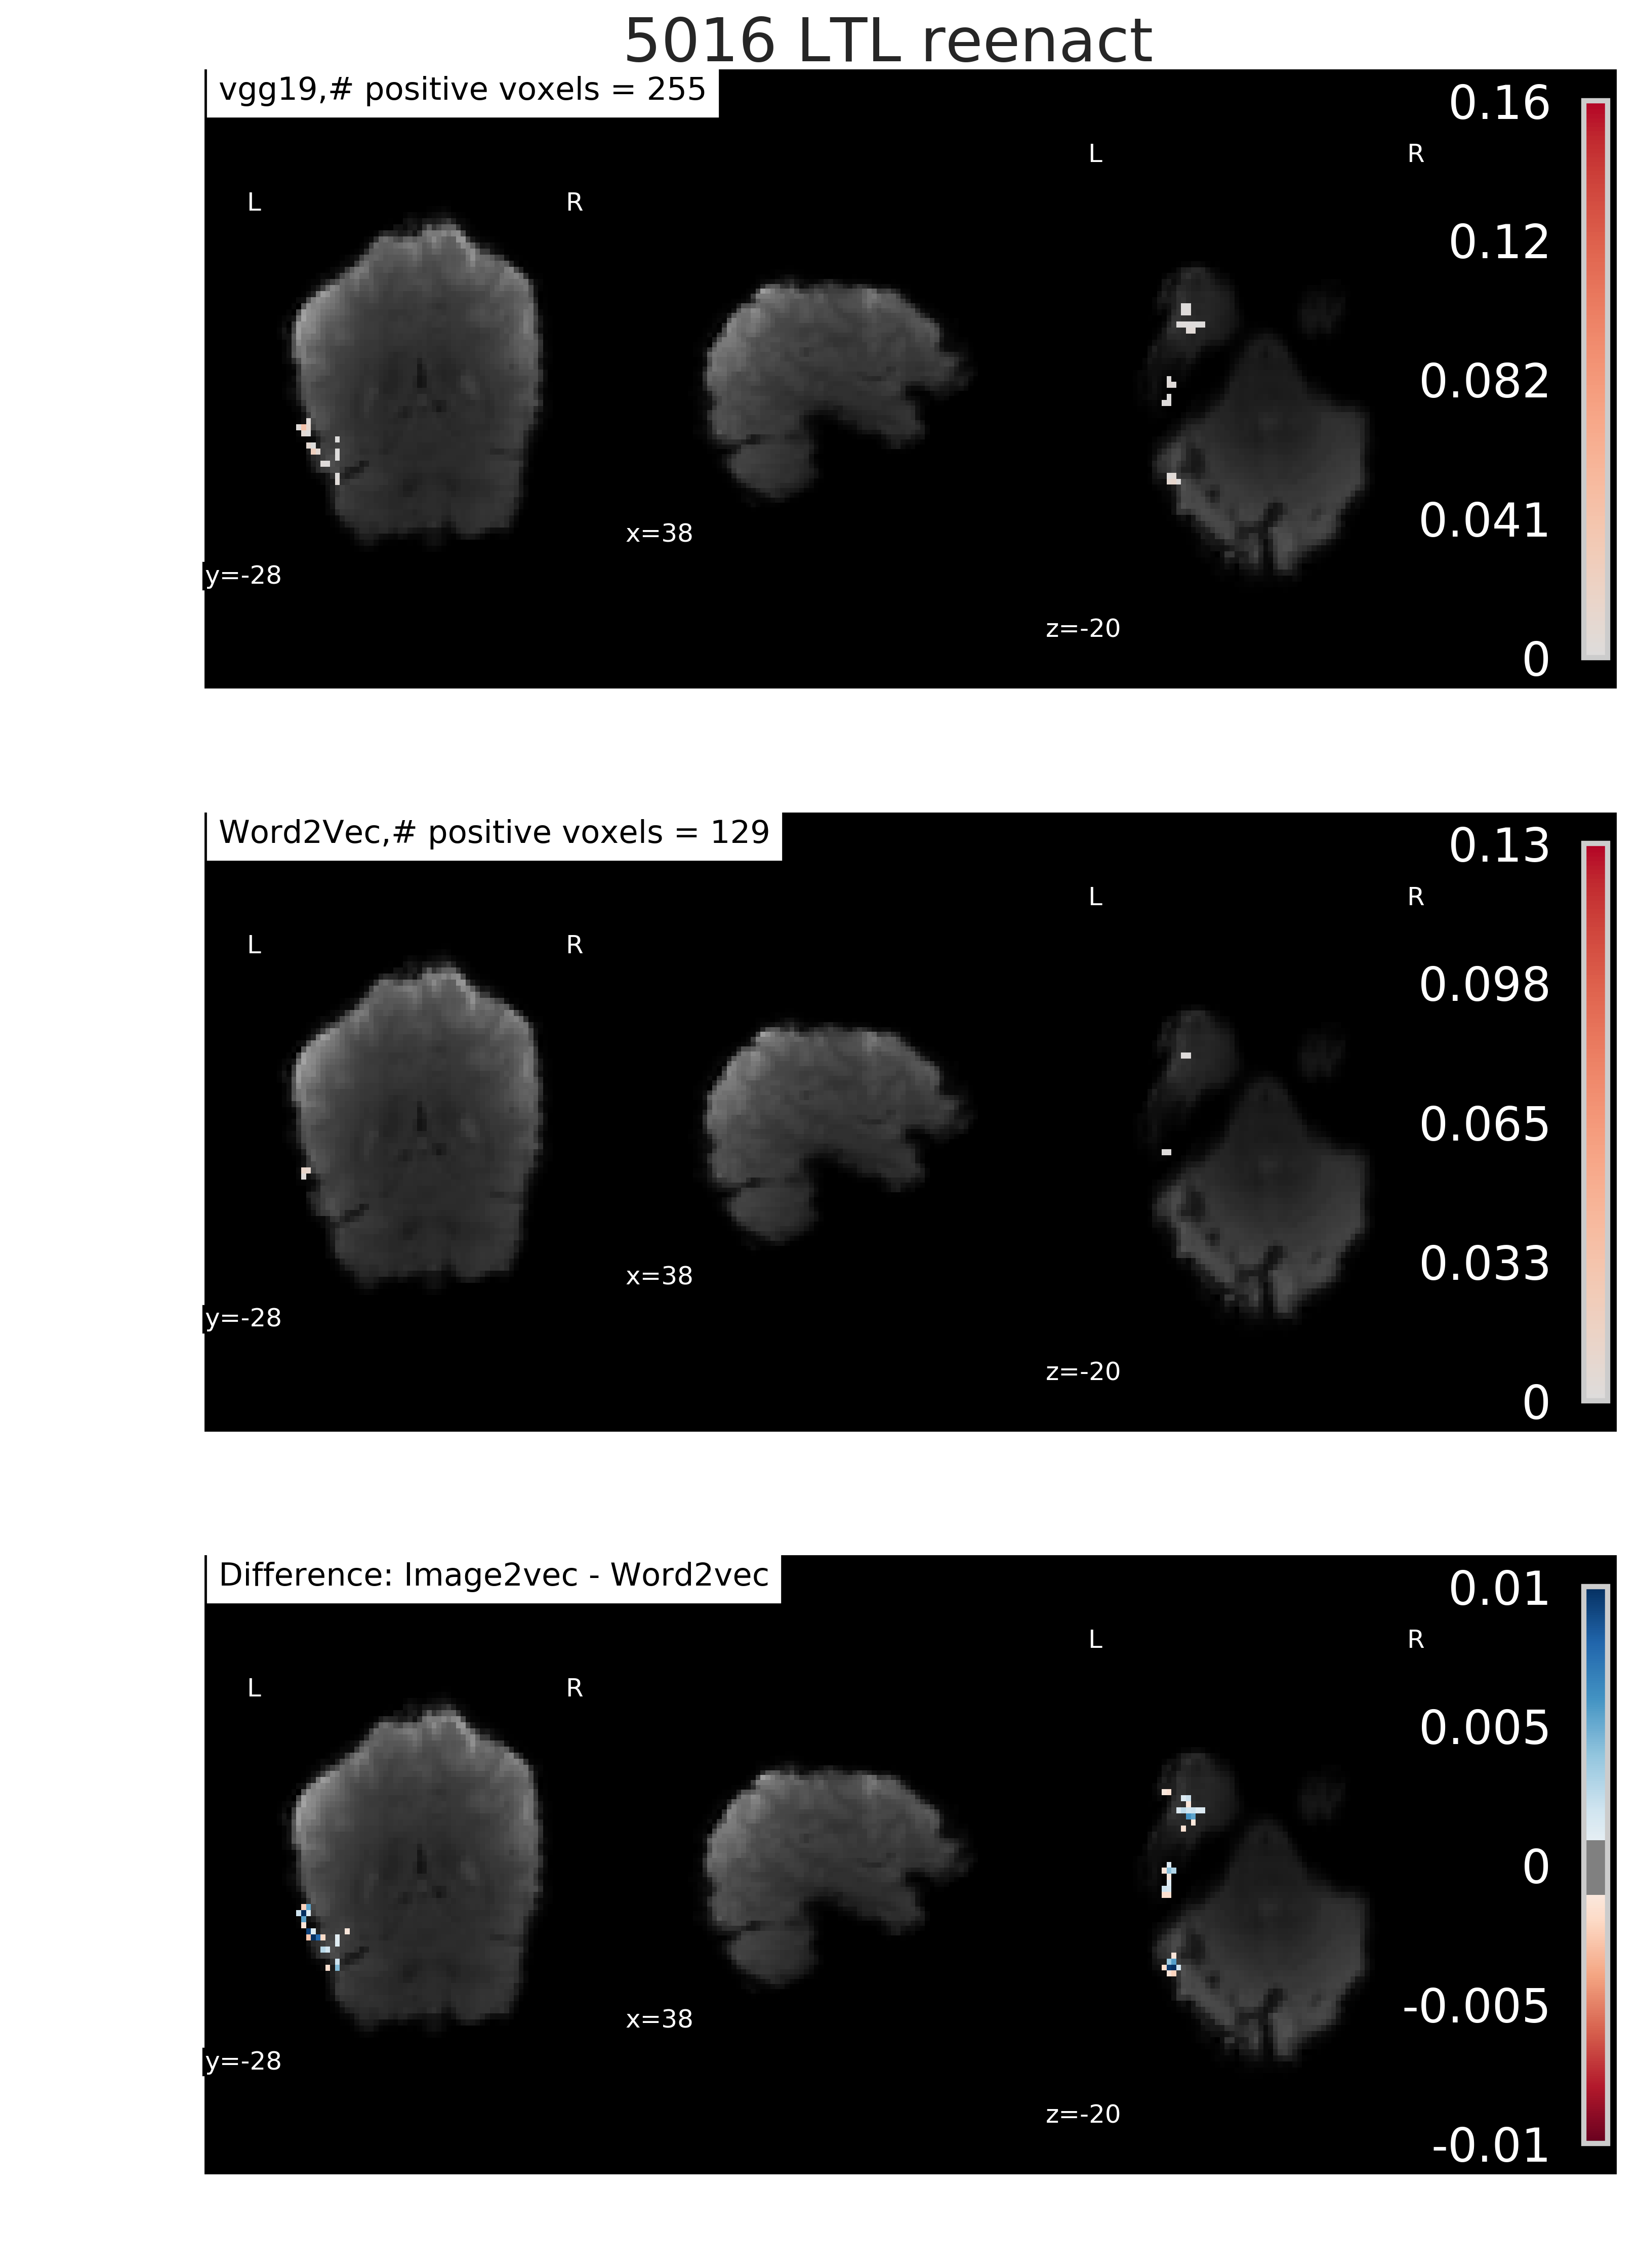 5016 LTL reenact
vgg19,# positive voxels = 255
0.16
L R
L R
0.12
0.082
0.041
x=38
y=-28
z=-20
0
Word2Vec,# positive voxels = 129
0.13
L R
L R
0.098
0.065
0.033
x=38
y=-28
z=-20
0
Difference: Image2vec - Word2vec
0.01
L R
L R
0.005
0
-0.005
x=38
y=-28
z=-20
-0.01